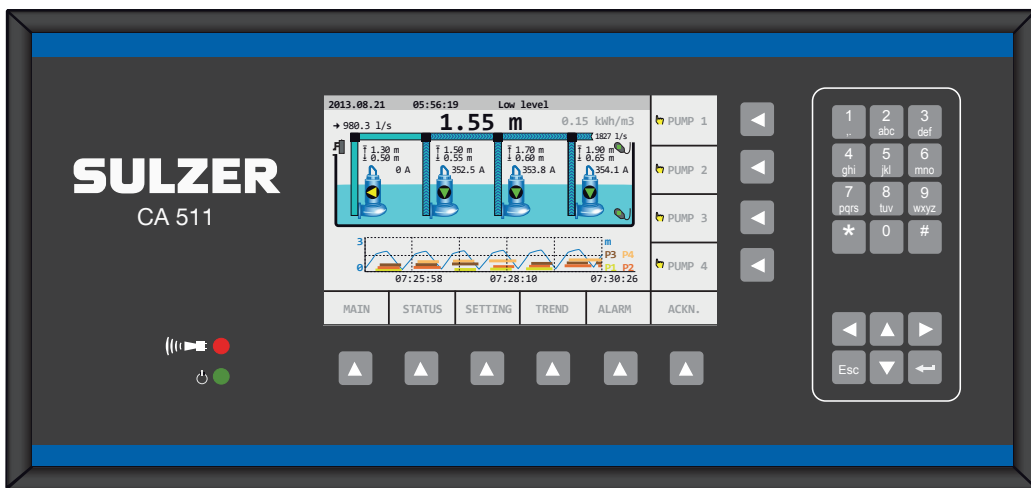 SULZER
CA 511
2013.08.21 05:56:19 Low level
980.3 l/s 1.55 m 0.15 kWh/m3
1827 l/s
1.30 m 1.50 m 1.70 m 1.90 m
0.50 m 0.55 m 0.60 m 0.65 m
0 A 352.5 A 353.8 A 354.1 A
3 m
P3 P4
0 P1 P2
07:25:58 07:28:10 07:30:26
PUMP 1
PUMP 2
PUMP 3
PUMP 4
MAIN STATUS SETTING TREND ALARM ACKN.
1 2 3
,. abc def
4 5 6
ghi jkl mno
7 8 9
pqrs tuv wxyz
* 0 #
Esc